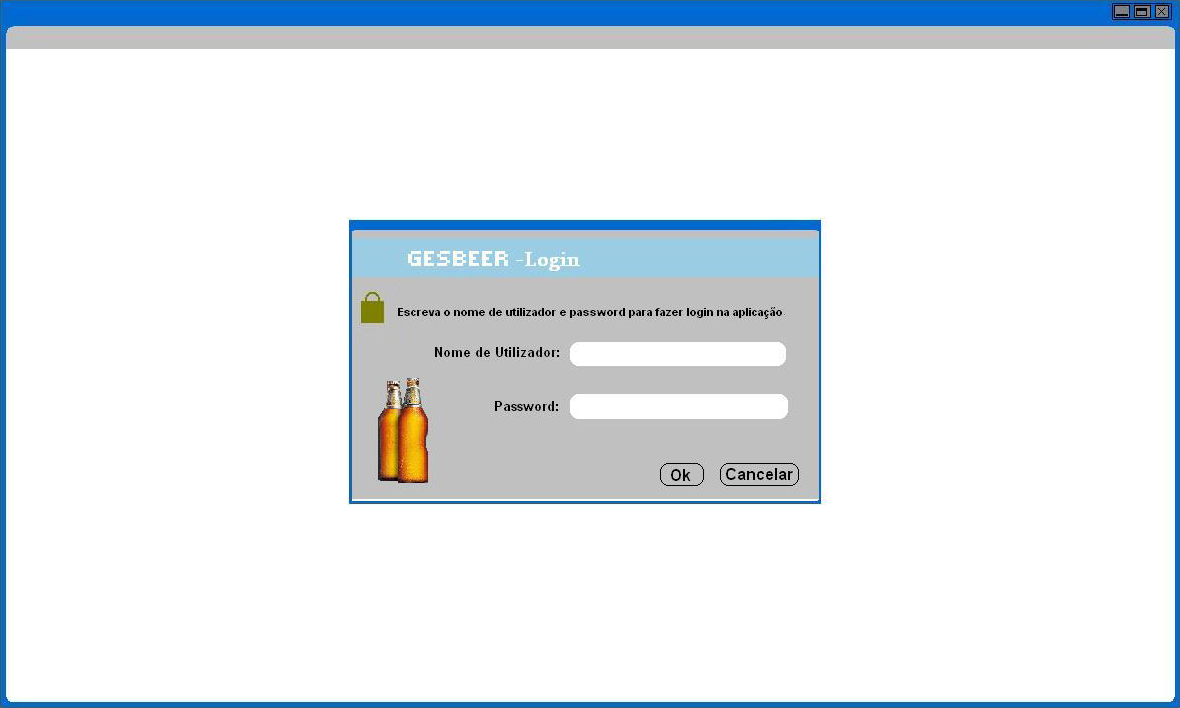 GESBEER -Login
Escreva o nome de utilizador e password para fazer login na aplicação
Nome de Utilizador:
Password:
Ok Cancelar